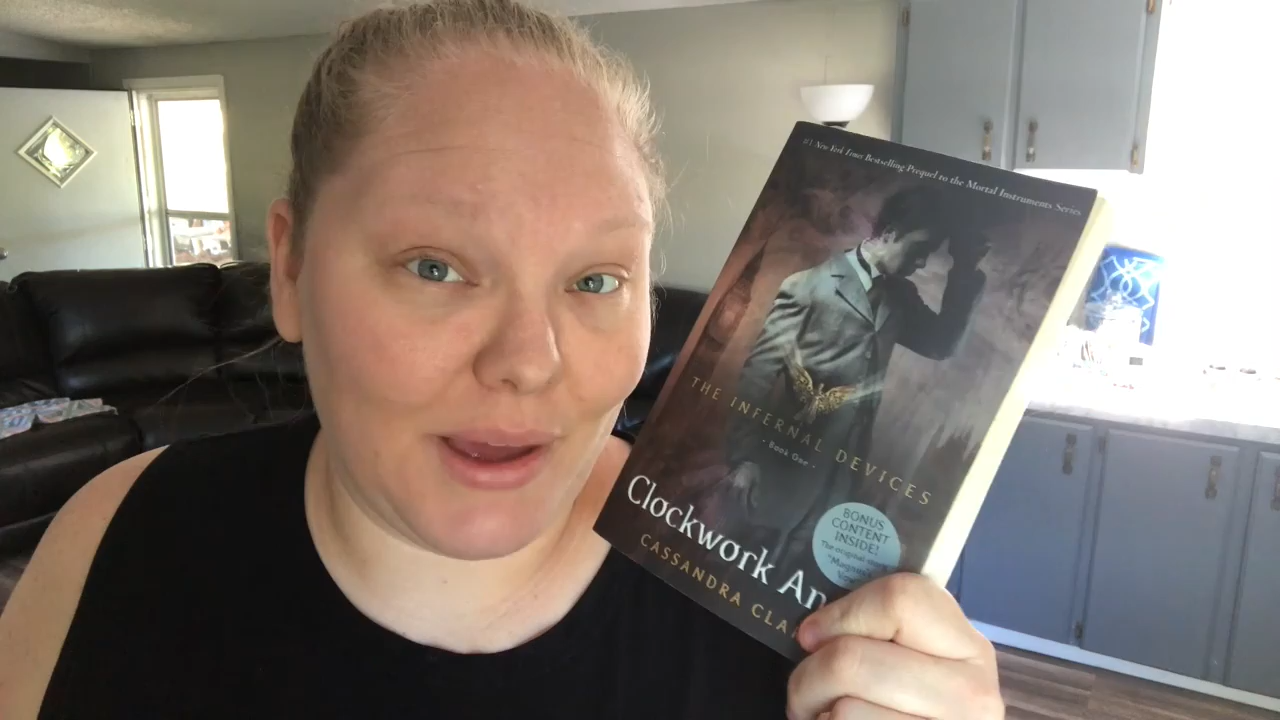 #1 New York Times Bestselling Prequel to the Mortal Instruments Series
THE INFERNAL DEVICES
· Book One ·
Clockwork An
CASSANDRA CLA
BONUS
CONTENT
INSIDE!
The original